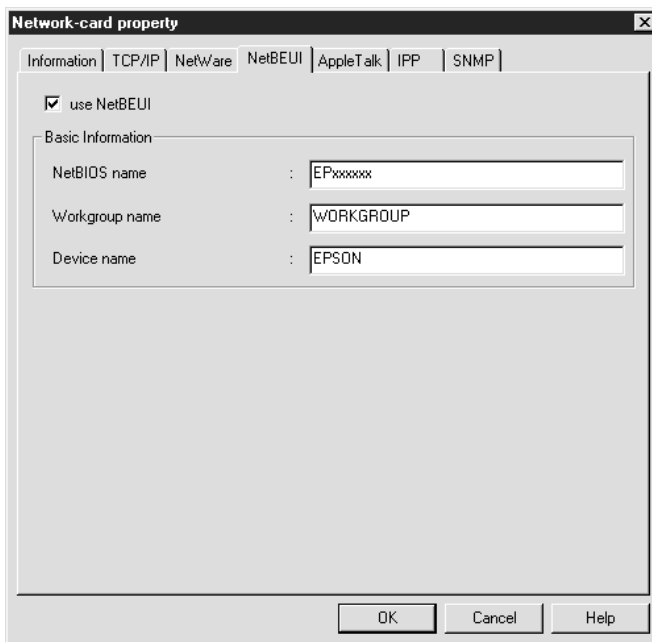 Network-card property
Information TCP/IP NetWare NetBEUI AppleTalk IPP SNMP
use NetBEUI
Basic Information
NetBIOS name : EPxxxxxx
Workgroup name : WORKGROUP
Device name : EPSON
OK Cancel Help